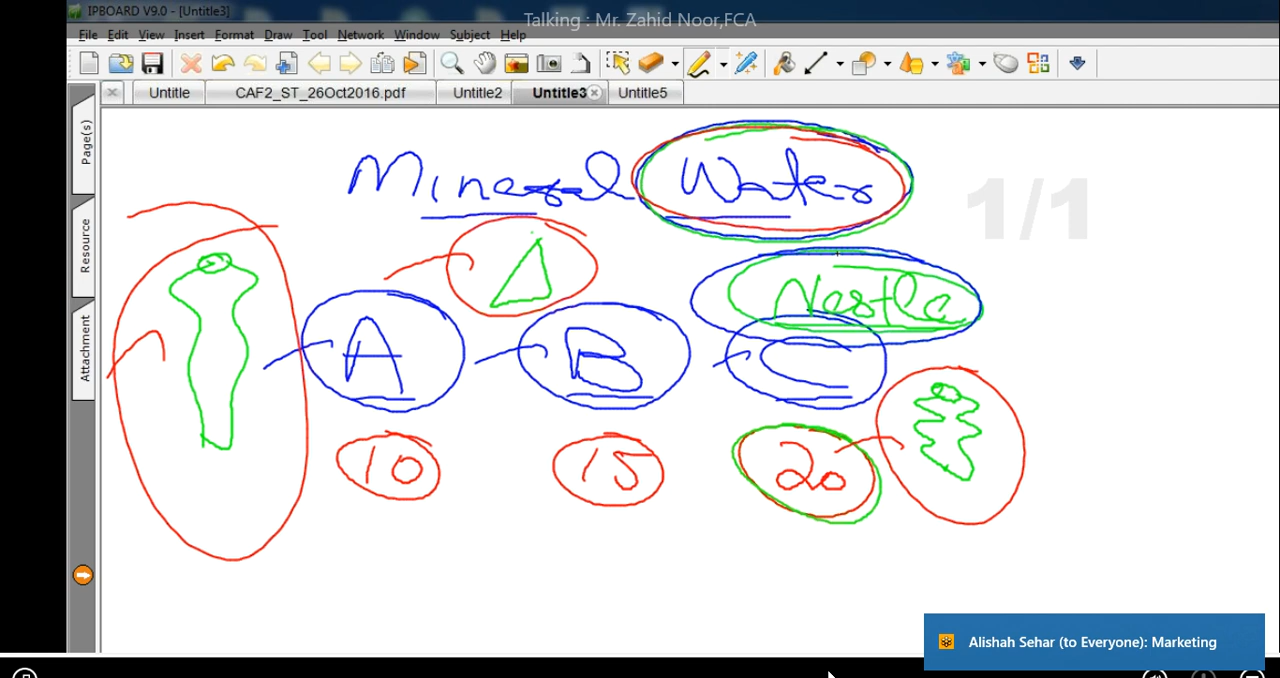 IPBOARD V9.0 - [Untitle3]
Talking : Mr. Zahid Noor,FCA
File Edit View Insert Format Draw Tool Network Window Subject Help
Untitle CAF2_ST_26Oct2016.pdf Untitle2 Untitle3 Untitle5
Page(s)
Resource
Attachment
1/1
Mineral Water
Nestle
A B C
10 15 20
Alishah Sehar (to Everyone): Marketing